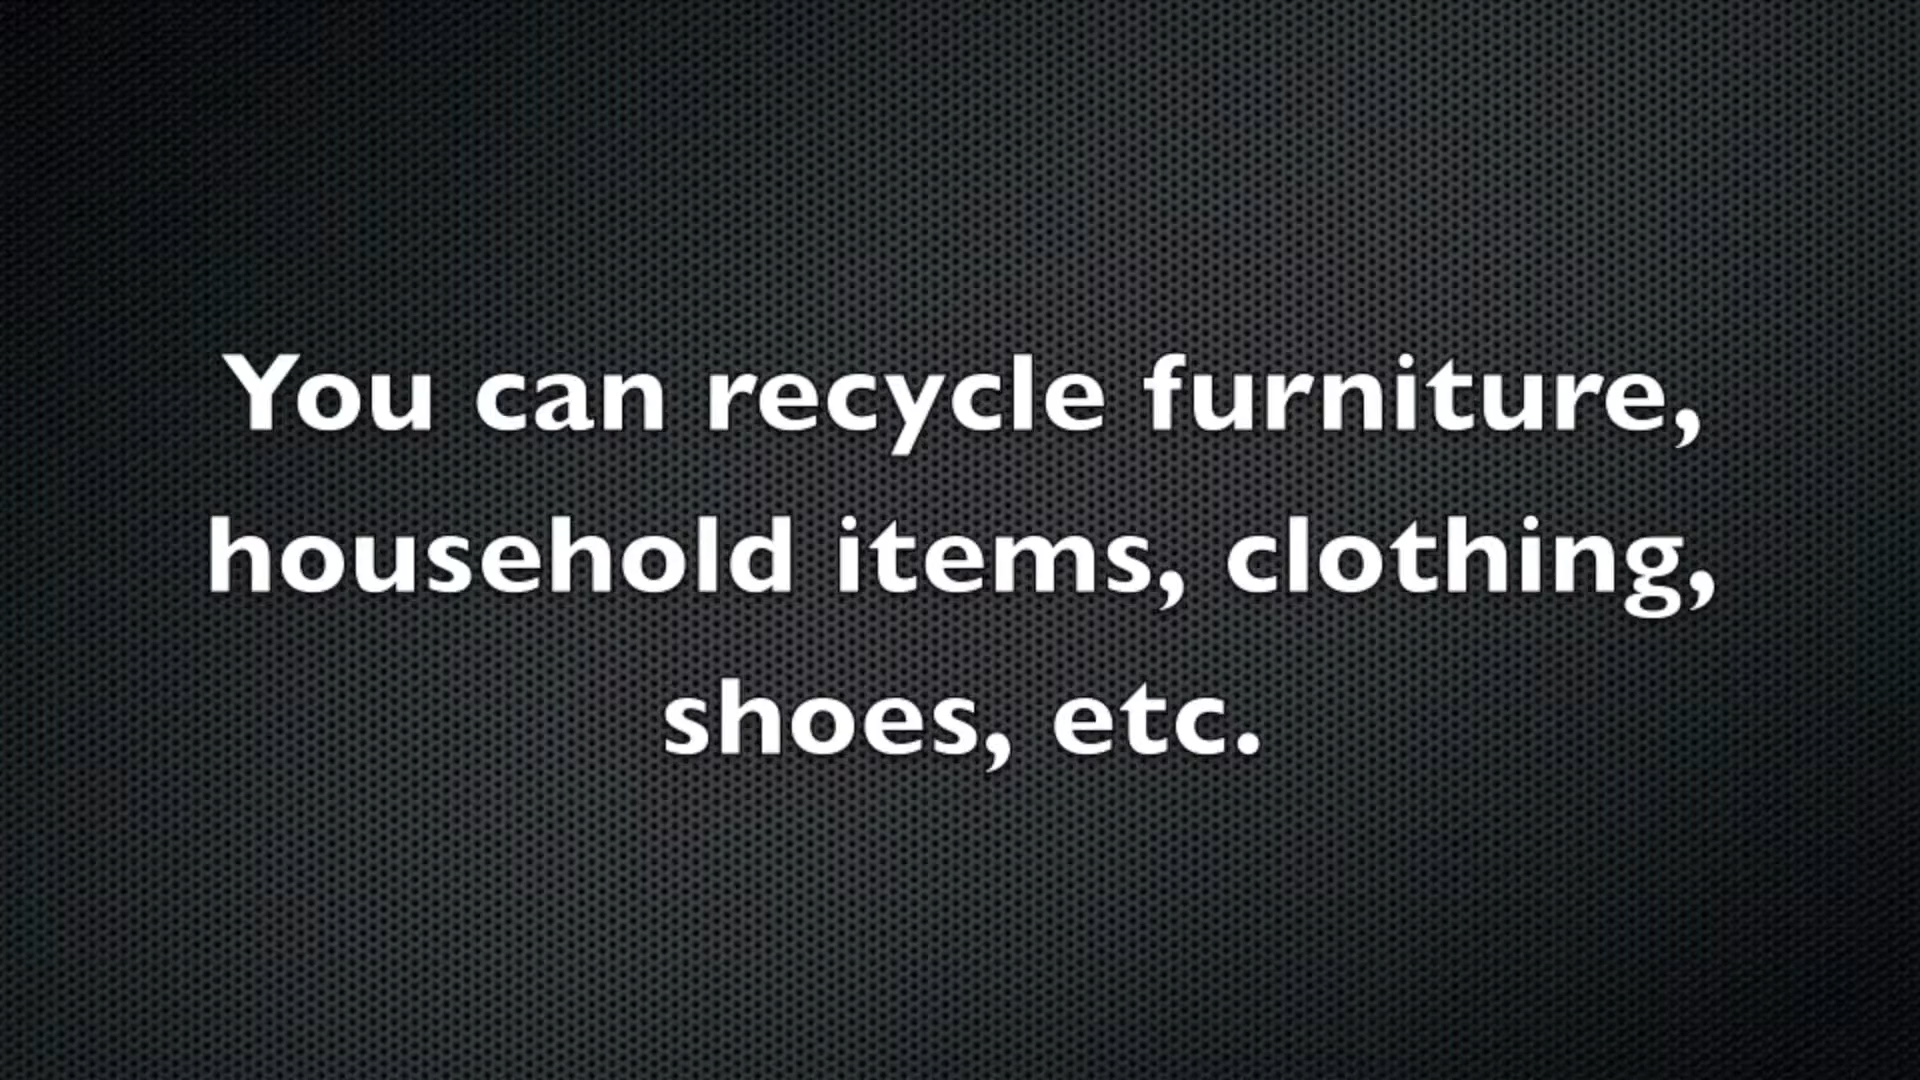 You can recycle furniture,
household items, clothing,
shoes, etc.